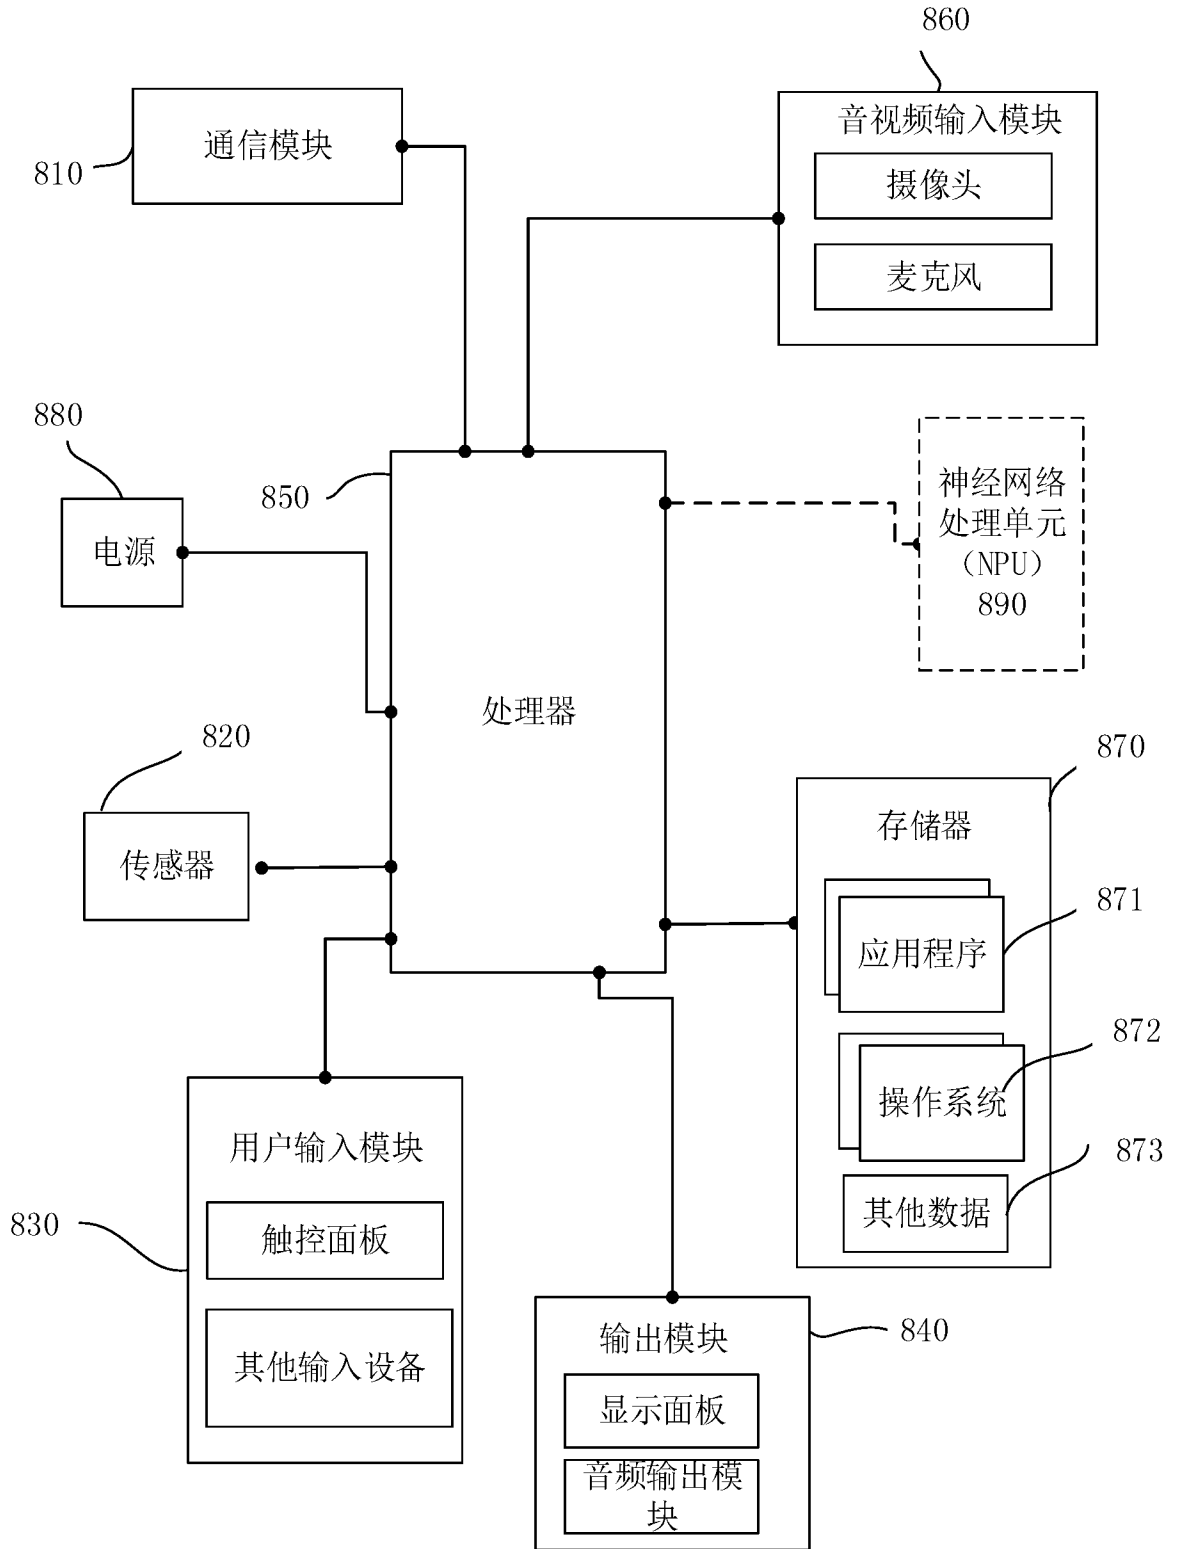 860
音视频输入模块
摄像头
麦克风
通信模块
810
880
电源
850
神经网络
处理单元
（NPU）
890
处理器
820
传感器
870
存储器
871
应用程序
872
操作系统
873
其他数据
用户输入模块
830
触控面板
其他输入设备
输出模块
840
显示面板
音频输出模
块